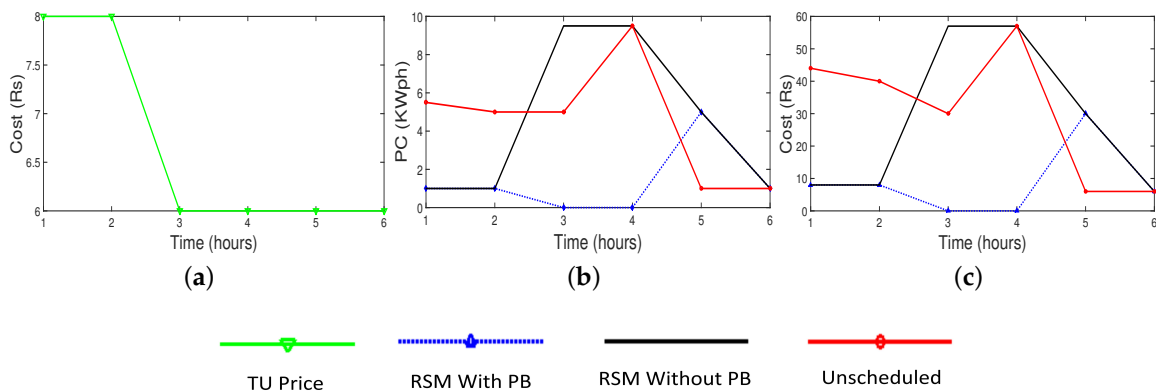 8
7.5
7
6.5
6
Cost (Rs)
1 2 3 4 5 6
Time (hours)
(a)
10
8
6
4
2
0
PC (KWph)
1 2 3 4 5 6
Time (hours)
(b)
60
50
40
30
20
10
0
Cost (Rs)
1 2 3 4 5 6
Time (hours)
(c)
TU Price
RSM With PB
RSM Without PB
Unscheduled